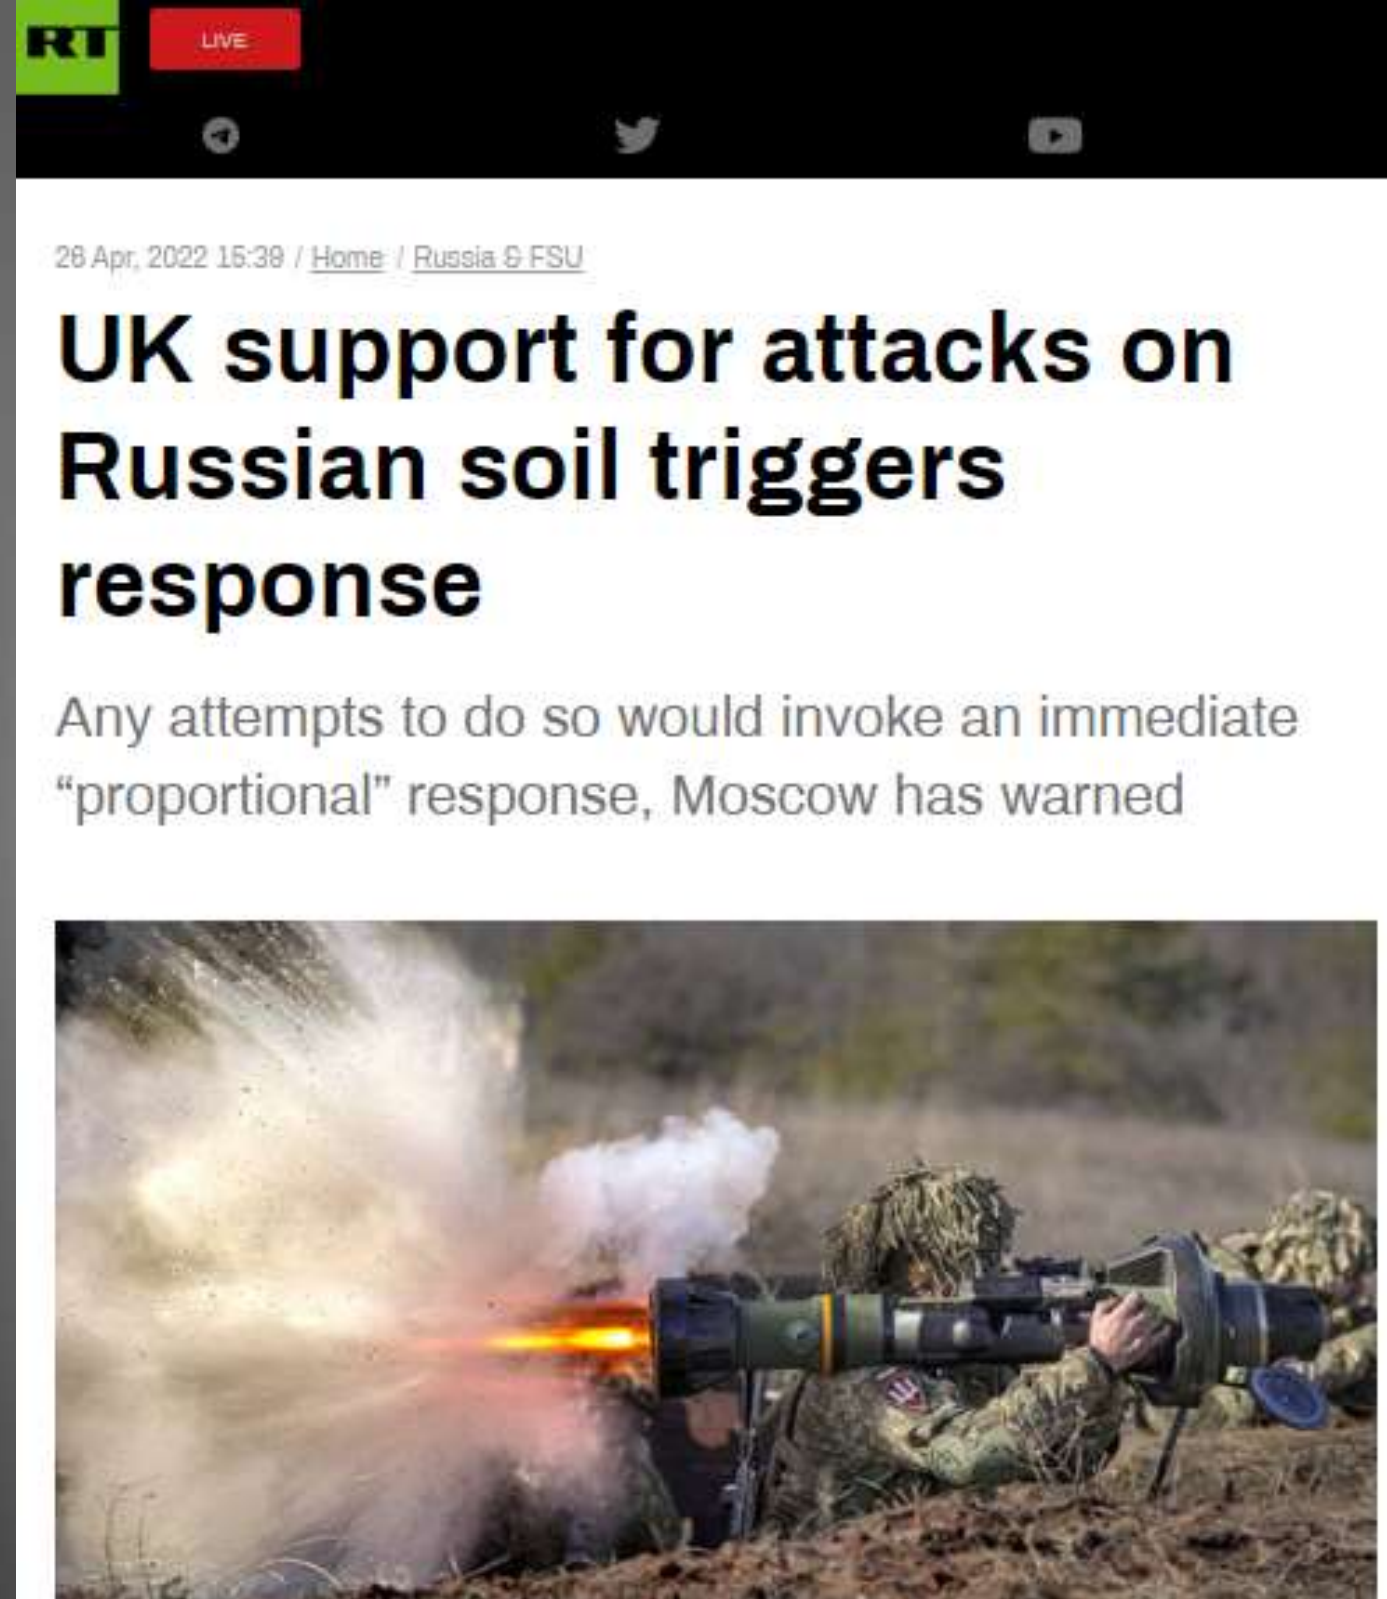 RT
LIVE
26 Apr, 2022 15:39 / Home / Russia & FSU
UK support for attacks on
Russian soil triggers
response
Any attempts to do so would invoke an immediate
“proportional” response, Moscow has warned